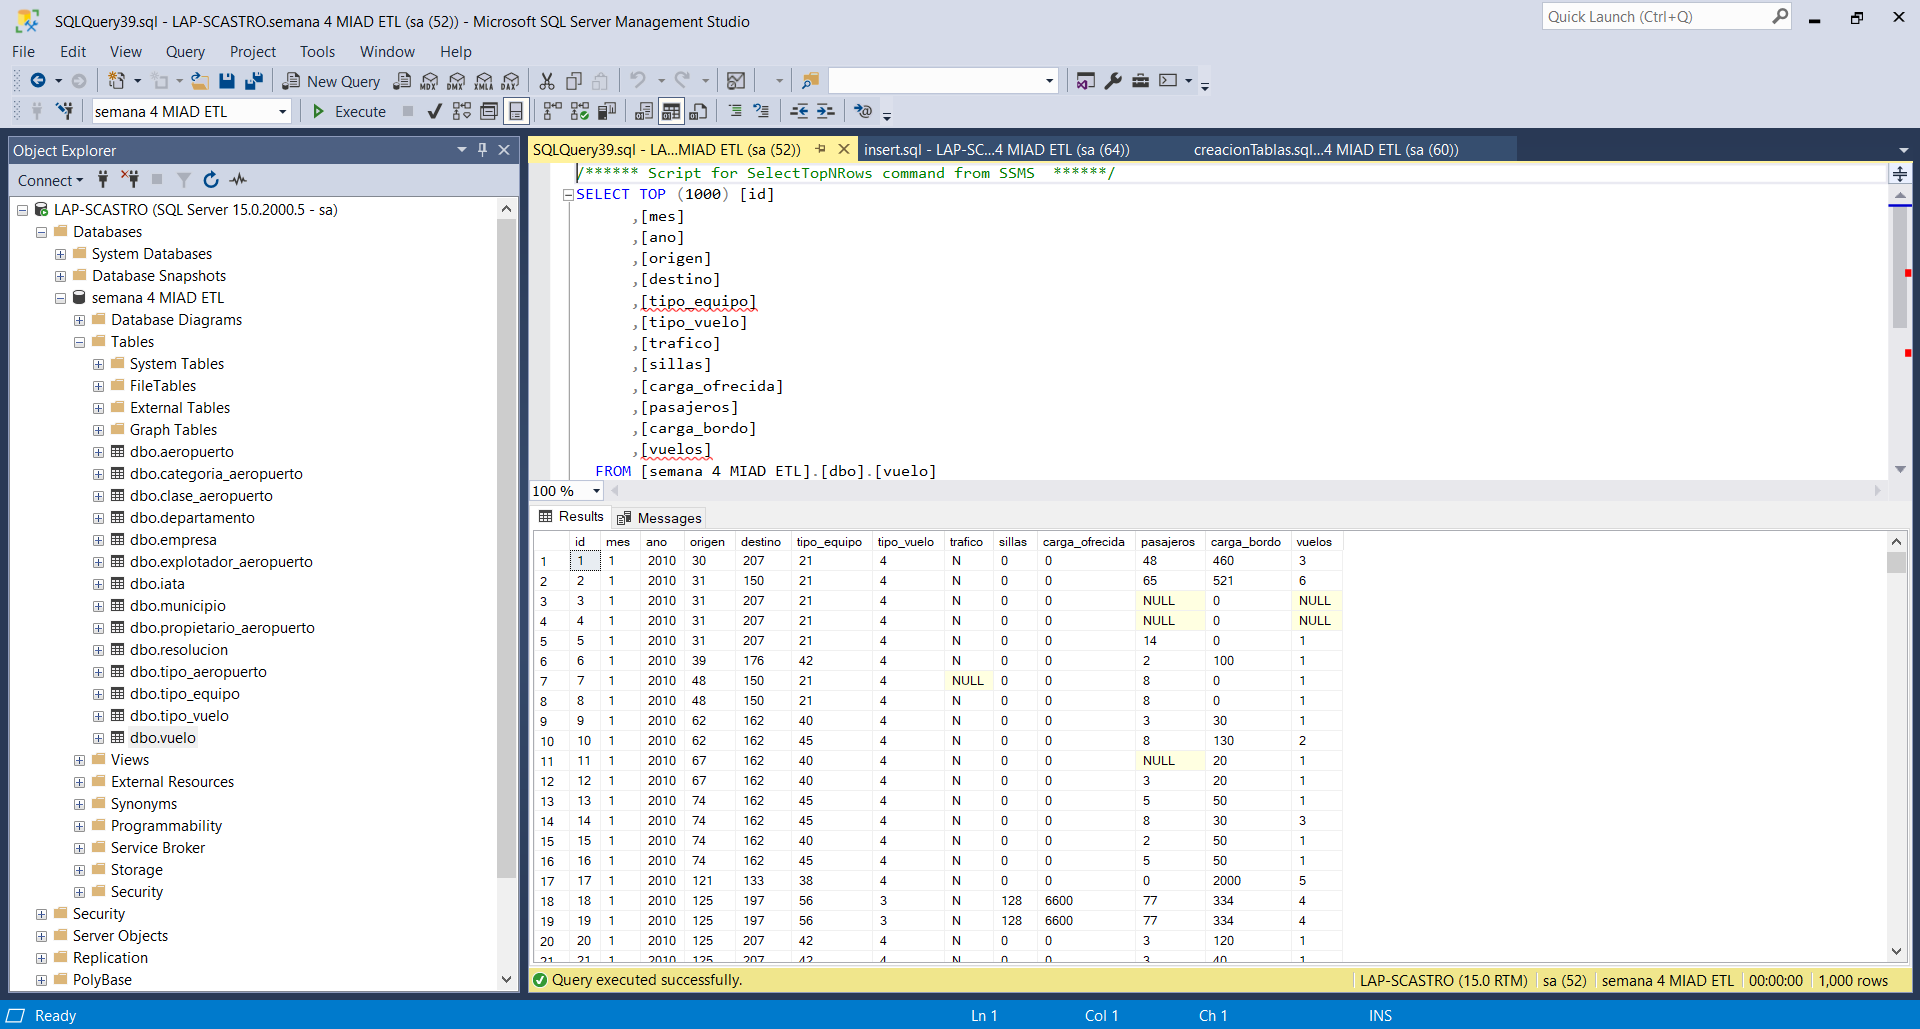 SQLQuery39.sql - LAP-SCASTRO.semana 4 MIAD ETL (sa (52)) - Microsoft SQL Server Management Studio
Quick Launch (Ctrl+Q)
File Edit View Query Project Tools Window Help
New Query MDX DMX XMLA DAX
semana 4 MIAD ETL Execute
Object Explorer
Connect
LAP-SCASTRO (SQL Server 15.0.2000.5 - sa)
Databases
System Databases
Database Snapshots
semana 4 MIAD ETL
Database Diagrams
Tables
System Tables
FileTables
External Tables
Graph Tables
dbo.aeropuerto
dbo.categoria_aeropuerto
dbo.clase_aeropuerto
dbo.departamento
dbo.empresa
dbo.explotador_aeropuerto
dbo.iata
dbo.municipio
dbo.propietario_aeropuerto
dbo.resolucion
dbo.tipo_aeropuerto
dbo.tipo_equipo
dbo.tipo_vuelo
dbo.vuelo
Views
External Resources
Synonyms
Programmability
Service Broker
Storage
Security
Security
Server Objects
Replication
PolyBase
SQLQuery39.sql - LA...MIAD ETL (sa (52)) insert.sql - LAP-SC...4 MIAD ETL (sa (64)) creacionTablas.sql...4 MIAD ETL (sa (60))
/****** Script for SelectTopNRows command from SSMS ******/
SELECT TOP (1000) [id]
,[mes]
,[ano]
,[origen]
,[destino]
,[tipo_equipo]
,[tipo_vuelo]
,[trafico]
,[sillas]
,[carga_ofrecida]
,[pasajeros]
,[carga_bordo]
,[vuelos]
FROM [semana 4 MIAD ETL].[dbo].[vuelo]
100 %
Results Messages
id mes ano origen destino tipo_equipo tipo_vuelo trafico sillas carga_ofrecida pasajeros carga_bordo vuelos
1 1 1 2010 30 207 21 4 N 0 0 48 460 3
2 2 1 2010 31 150 21 4 N 0 0 65 521 6
3 3 1 2010 31 207 21 4 N 0 0 NULL 0 NULL
4 4 1 2010 31 207 21 4 N 0 0 NULL 0 NULL
5 5 1 2010 31 207 21 4 N 0 0 14 0 1
6 6 1 2010 39 176 42 4 N 0 0 2 100 1
7 7 1 2010 48 150 21 4 NULL 0 0 8 0 1
8 8 1 2010 48 150 21 4 N 0 0 8 0 1
9 9 1 2010 62 162 40 4 N 0 0 3 30 1
10 10 1 2010 62 162 45 4 N 0 0 8 130 2
11 11 1 2010 67 162 40 4 N 0 0 NULL 20 1
12 12 1 2010 67 162 40 4 N 0 0 3 20 1
13 13 1 2010 74 162 45 4 N 0 0 5 50 1
14 14 1 2010 74 162 45 4 N 0 0 8 30 3
15 15 1 2010 74 162 40 4 N 0 0 2 50 1
16 16 1 2010 74 162 45 4 N 0 0 5 50 1
17 17 1 2010 121 133 38 4 N 0 0 0 2000 5
18 18 1 2010 125 197 56 3 N 128 6600 77 334 4
19 19 1 2010 125 197 56 3 N 128 6600 77 334 4
20 20 1 2010 125 207 42 4 N 0 0 3 120 1
21 21 1 2010 125 207 42 4 N 0 0 3 40 1
Query executed successfully. LAP-SCASTRO (15.0 RTM) sa (52) semana 4 MIAD ETL 00:00:00 1,000 rows
Ready Ln 1 Col 1 Ch 1 INS